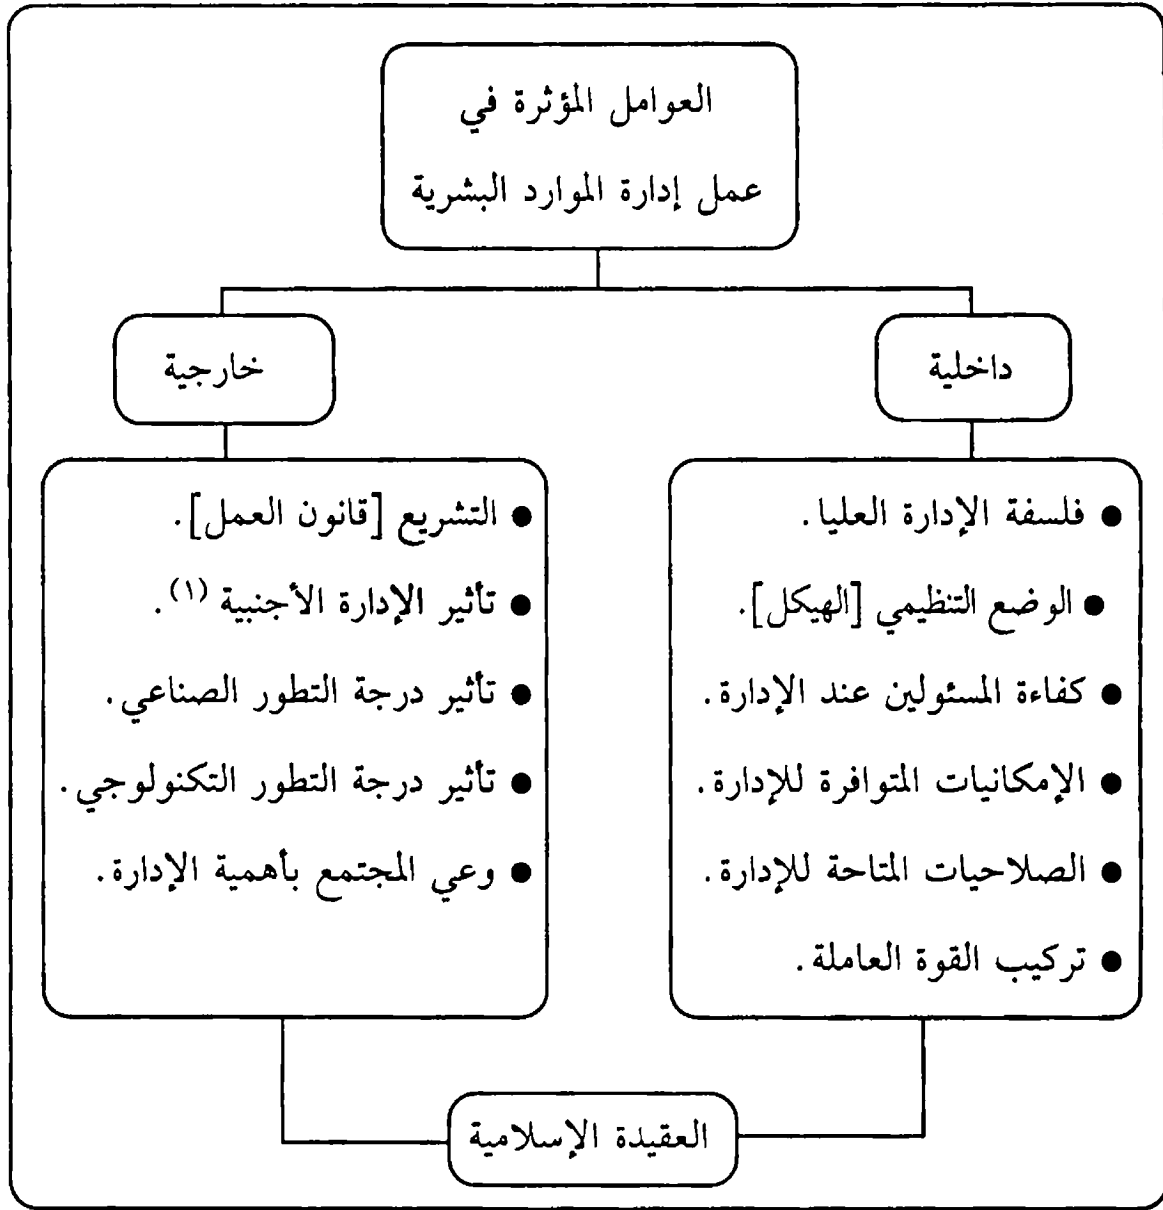 العوامل المؤثرة في
عمل إدارة الموارد البشرية
داخلية
● فلسفة الإدارة العليا.
● الوضع التنظيمي [الهيكل].
● كفاءة المسئولين عند الإدارة.
● الإمكانيات المتوافرة للإدارة.
● الصلاحيات المتاحة للإدارة.
● تركيب القوة العاملة.
خارجية
● التشريع [قانون العمل].
● تأثير الإدارة الأجنبية (١).
● تأثير درجة التطور الصناعي.
● تأثير درجة التطور التكنولوجي.
● وعي المجتمع بأهمية الإدارة.
العقيدة الإسلامية